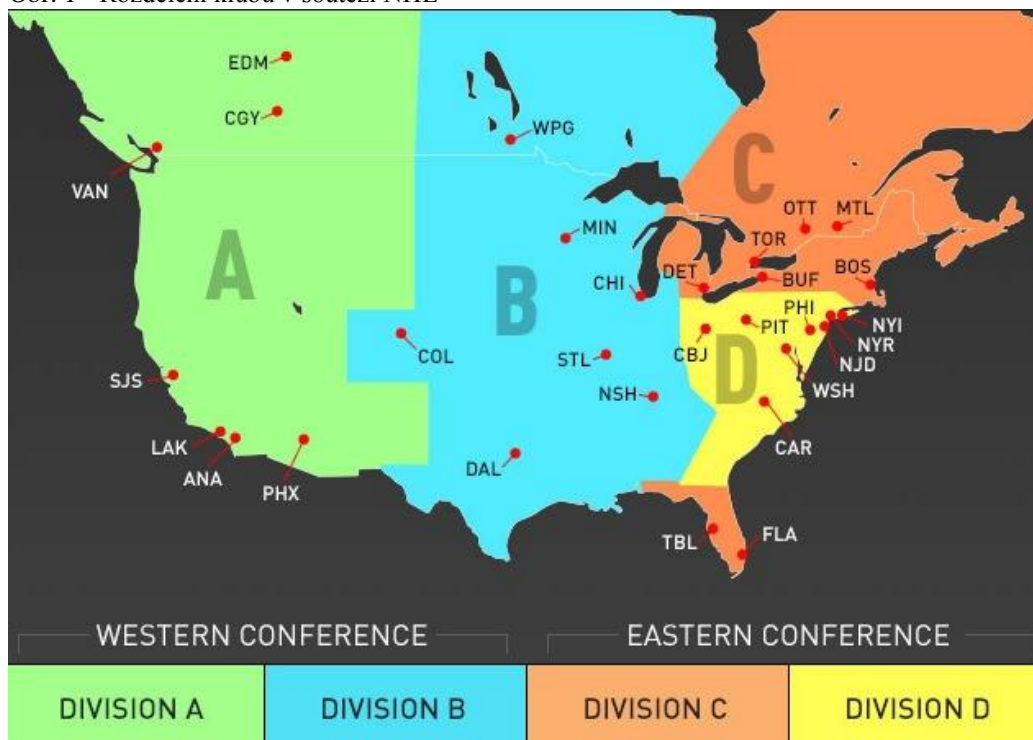 EDM
CGY
WPG
VAN
C
OTT
MTL
MIN
TOR
A
DET
BUF
BOS
CHI
B
PHI
NYI
PIT
NYR
COL
CBJ
NJD
STL
D
WSH
SJS
NSH
LAK
CAR
ANA
DAL
PHX
TBL
FLA
WESTERN CONFERENCE
EASTERN CONFERENCE
DIVISION A
DIVISION B
DIVISION C
DIVISION D